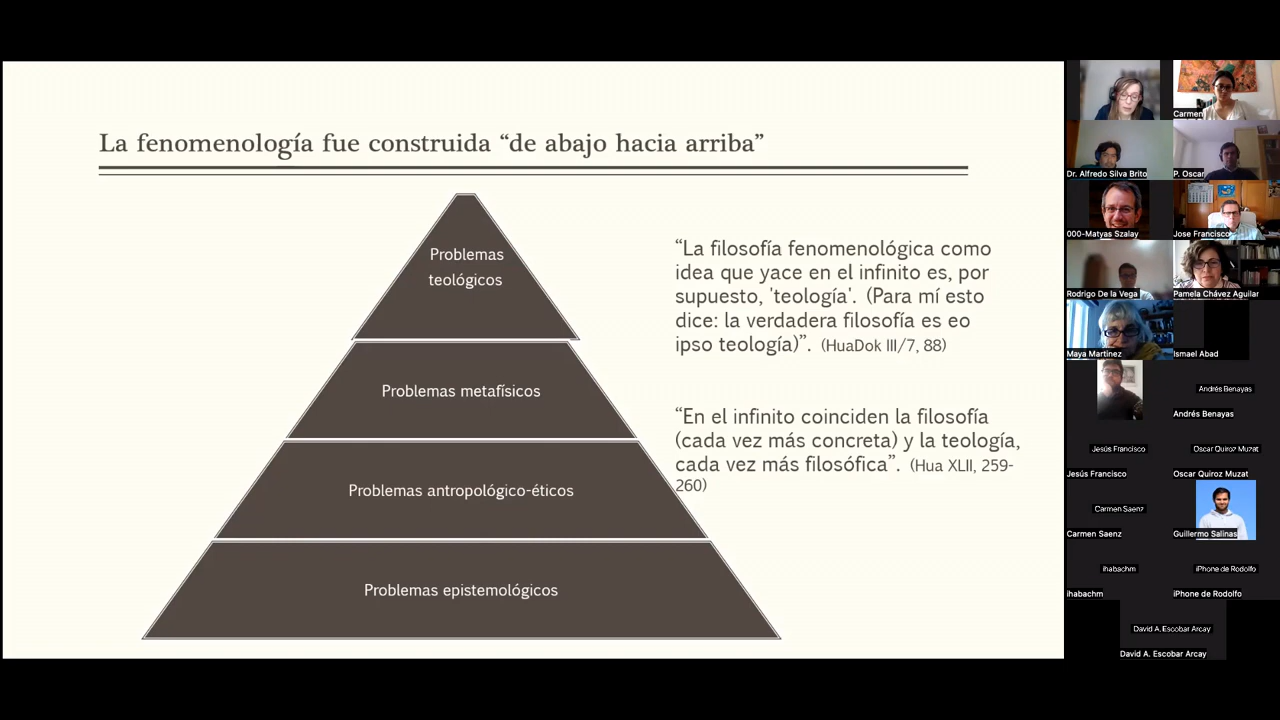 La fenomenología fue construida “de abajo hacia arriba”
Problemas
teológicos
Problemas metafísicos
Problemas antropológico-éticos
Problemas epistemológicos
“La filosofía fenomenológica como
idea que yace en el infinito es, por
supuesto, 'teología'. (Para mí esto
dice: la verdadera filosofía es eo
ipso teología)”. (HuaDok III/7, 88)
“En el infinito coinciden la filosofía
(cada vez más concreta) y la teología,
cada vez más filosófica”. (Hua XLII, 259-
260)
Carmen
Dr. Alfredo Silva Brito
P. Oscar
000-Matyas Szalay
Jose Francisco
Rodrigo De la Vega
Pamela Chávez Aguilar
Maya Martínez
Ismael Abad
Andrés Benayas
Andrés Benayas
Jesús Francisco
Oscar Quiroz Muzat
Jesús Francisco
Oscar Quiroz Muzat
Carmen Saenz
Carmen Saenz
Guillermo Salinas
ihabachm
iPhone de Rodolfo
ihabachm
iPhone de Rodolfo
David A. Escobar Arcay
David A. Escobar Arcay